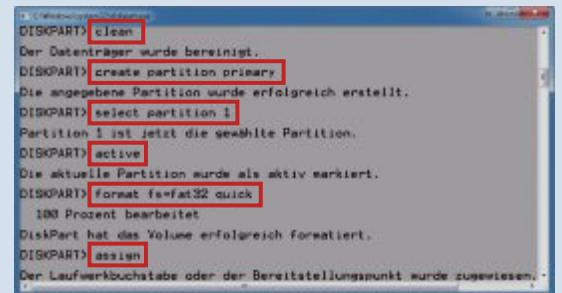 DISKPART> clean
Der Datenträger wurde bereinigt.
DISKPART> create partition primary
Die angegebene Partition wurde erfolgreich erstellt.
DISKPART> select partition 1
Partition 1 ist jetzt die gewählte Partition.
DISKPART> active
Die aktuelle Partition wurde als aktiv markiert.
DISKPART> format fs=fat32 quick
100 Prozent bearbeitet
DiskPart hat das Volume erfolgreich formatiert.
DISKPART> assign
Der Laufwerkbuchstabe oder der Bereitstellungspunkt wurde zugewiesen.